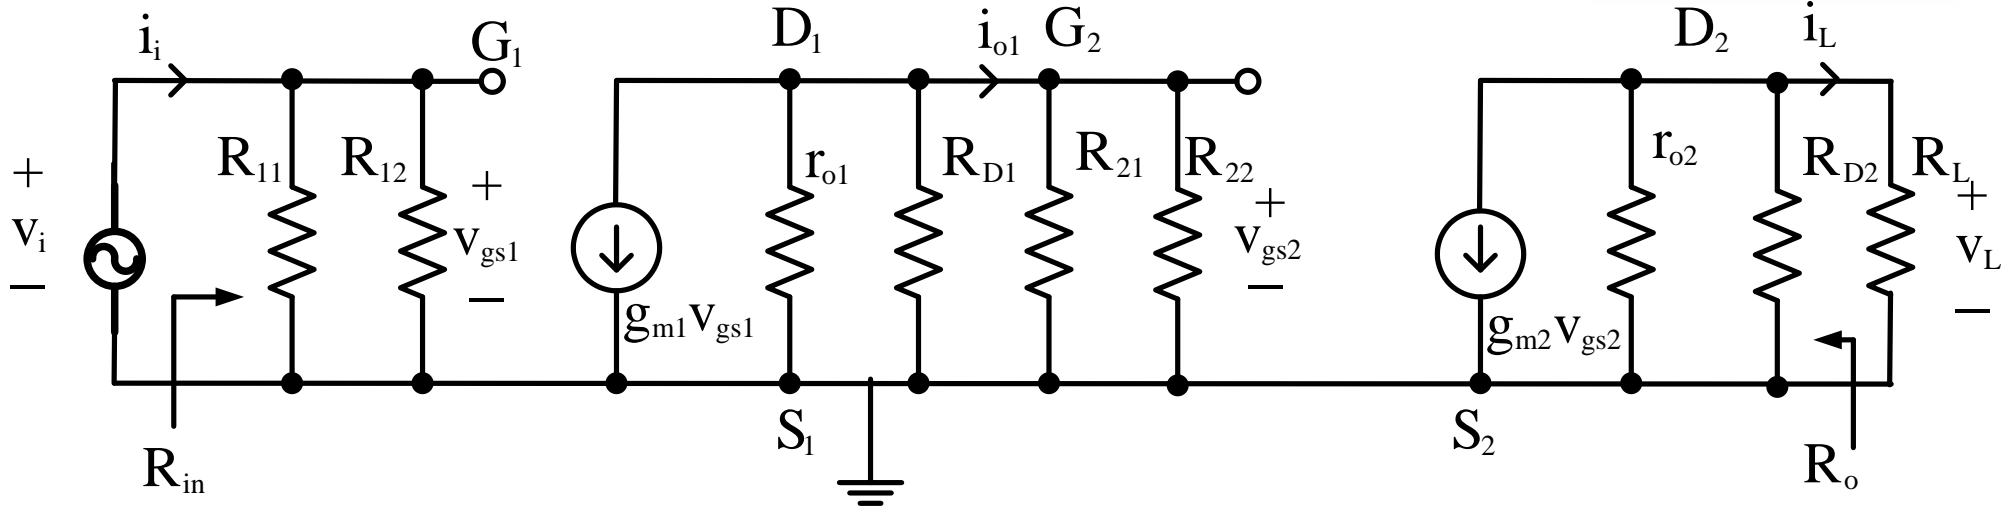 i_i
G_1
D_1
i_o1
G_2
D_2
i_L
R_11
R_12
r_o1
R_D1
R_21
R_22
r_o2
R_D2
R_L
+
v_i
−
+
v_gs1
−
g_m1v_gs1
+
v_gs2
−
g_m2v_gs2
+
v_L
−
R_in
S_1
S_2
R_o